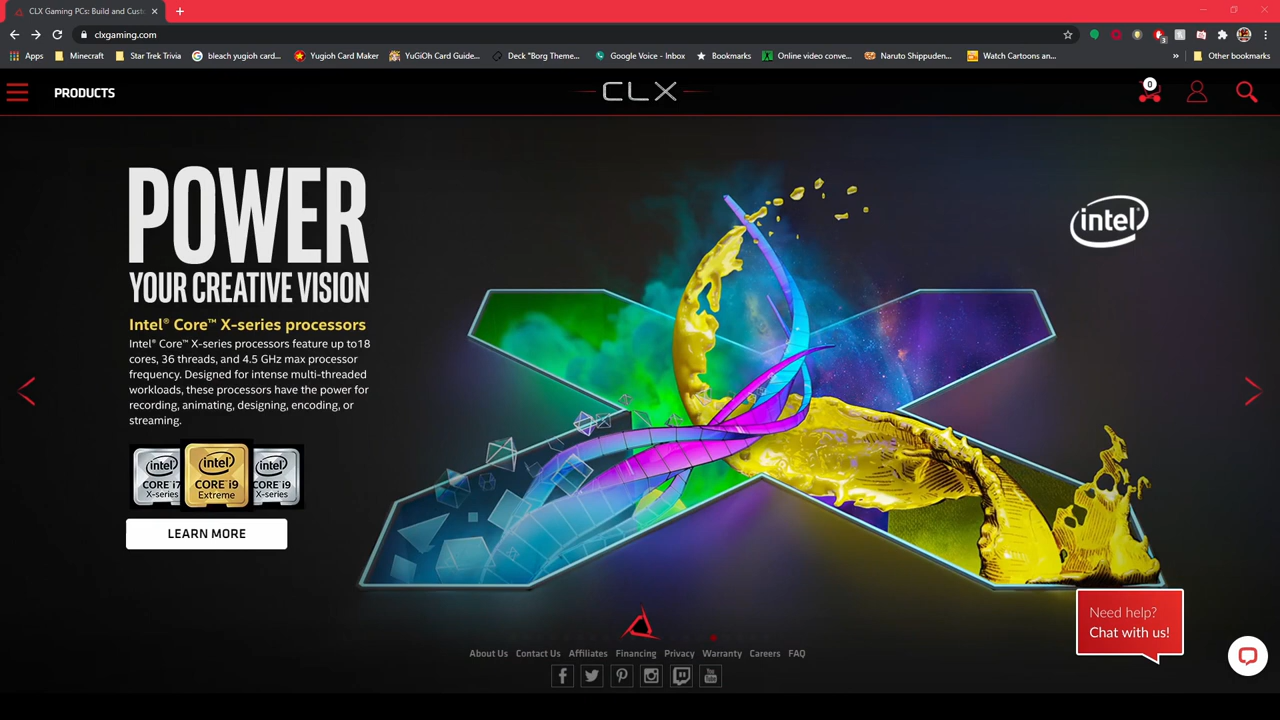 CLX Gaming PCs: Build and Cust
clxgaming.com
3
Apps
Minecraft
Star Trek Trivia
bleach yugioh card...
Yugioh Card Maker
YuGiOh Card Guide...
Deck "Borg Theme...
Google Voice - Inbox
Bookmarks
Online video conve...
Naruto Shippuden...
Watch Cartoons an...
»
Other bookmarks
PRODUCTS
CLX
0
POWER
YOUR CREATIVE VISION
Intel® Core™ X-series processors
Intel® Core™ X-series processors feature up to18
cores, 36 threads, and 4.5 GHz max processor
frequency. Designed for intense multi-threaded
workloads, these processors have the power for
recording, animating, designing, encoding, or
streaming.
intel®
intel CORE i7 X-series
intel CORE i9 Extreme
intel CORE i9 X-series
LEARN MORE
Need help?
Chat with us!
About Us Contact Us Affiliates Financing Privacy Warranty Careers FAQ
You Tube